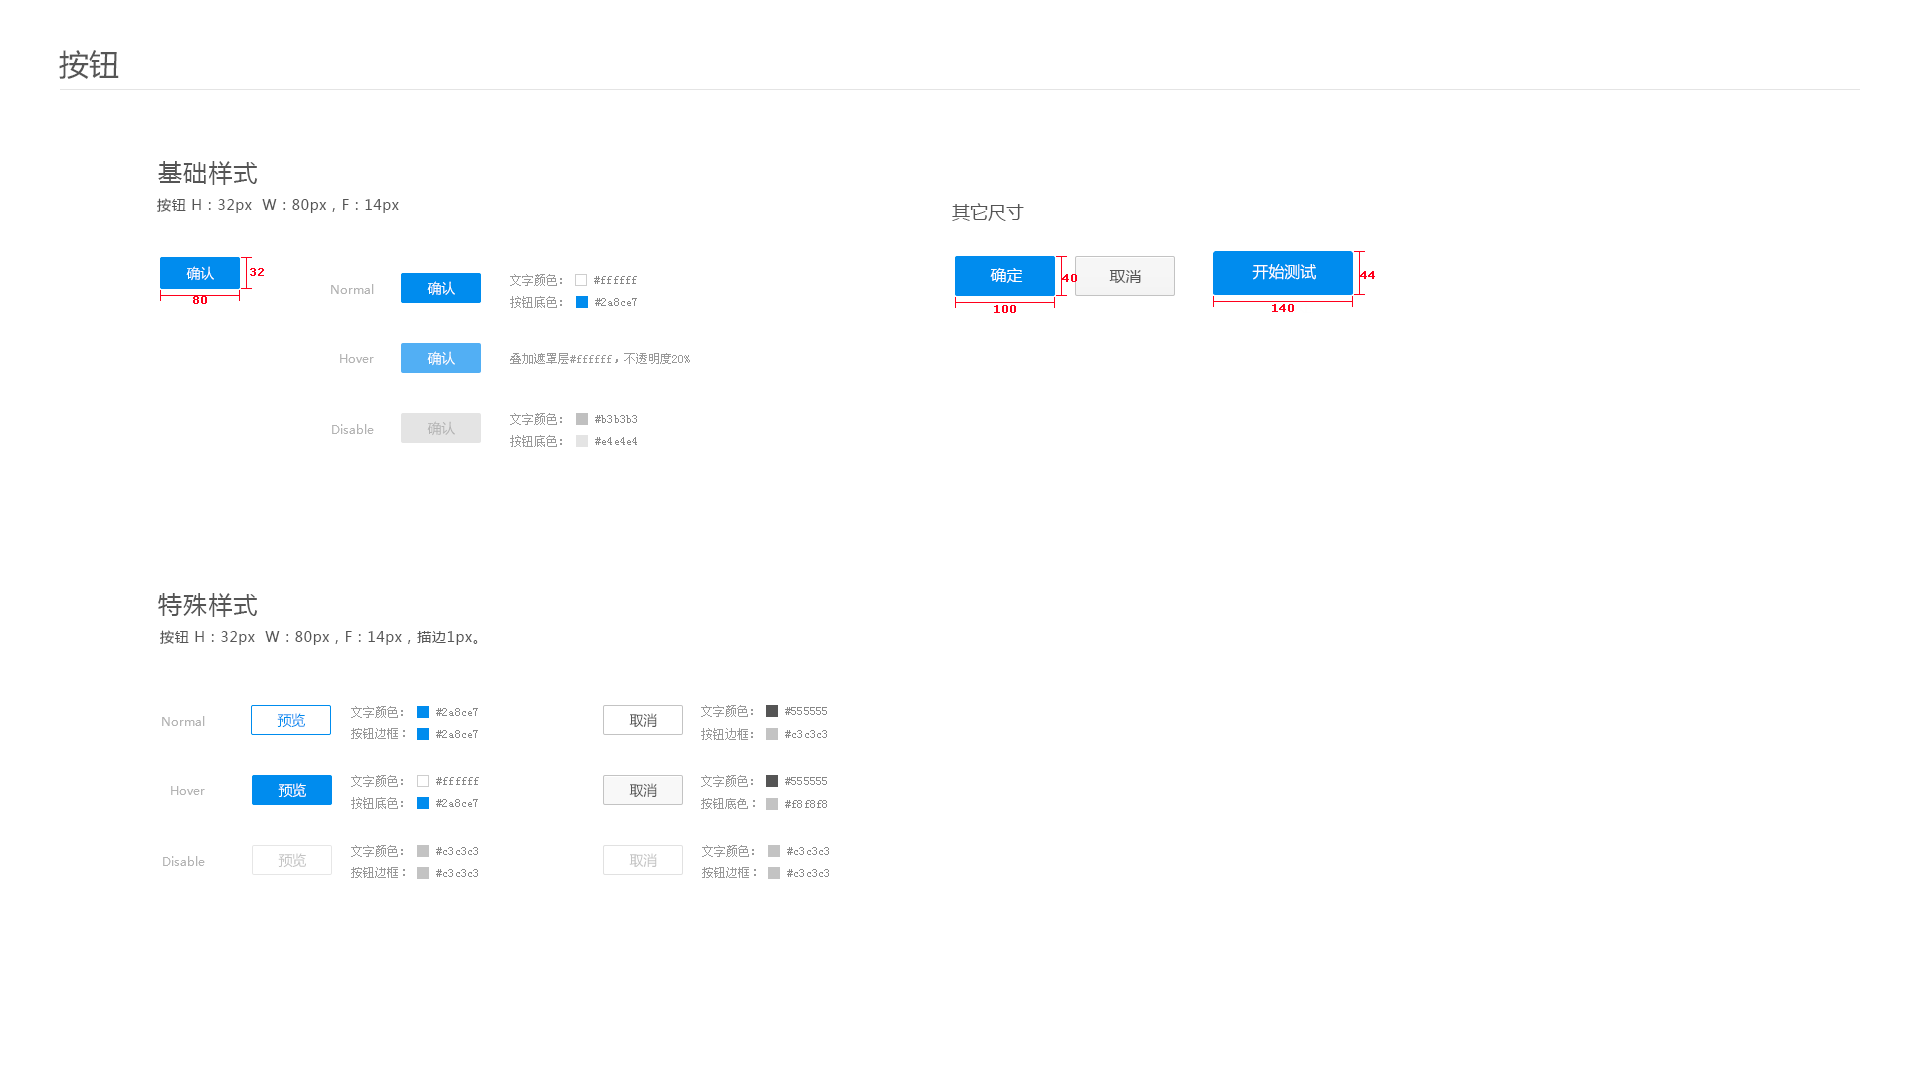 按钮
基础样式
按钮 H：32px  W：80px，F：14px
确认
32
80
Normal
确认
文字颜色： #ffffff
按钮底色： #2a8ce7
Hover
确认
叠加遮罩层#ffffff，不透明度20%
Disable
确认
文字颜色： #b3b3b3
按钮底色： #e4e4e4
其它尺寸
确定
40
100
取消
开始测试
44
140
特殊样式
按钮 H：32px  W：80px，F：14px，描边1px。
Normal
预览
文字颜色： #2a8ce7
按钮边框： #2a8ce7
取消
文字颜色： #555555
按钮边框： #c3c3c3
Hover
预览
文字颜色： #ffffff
按钮底色： #2a8ce7
取消
文字颜色： #555555
按钮底色： #f8f8f8
Disable
预览
文字颜色： #c3c3c3
按钮边框： #c3c3c3
取消
文字颜色： #c3c3c3
按钮边框： #c3c3c3